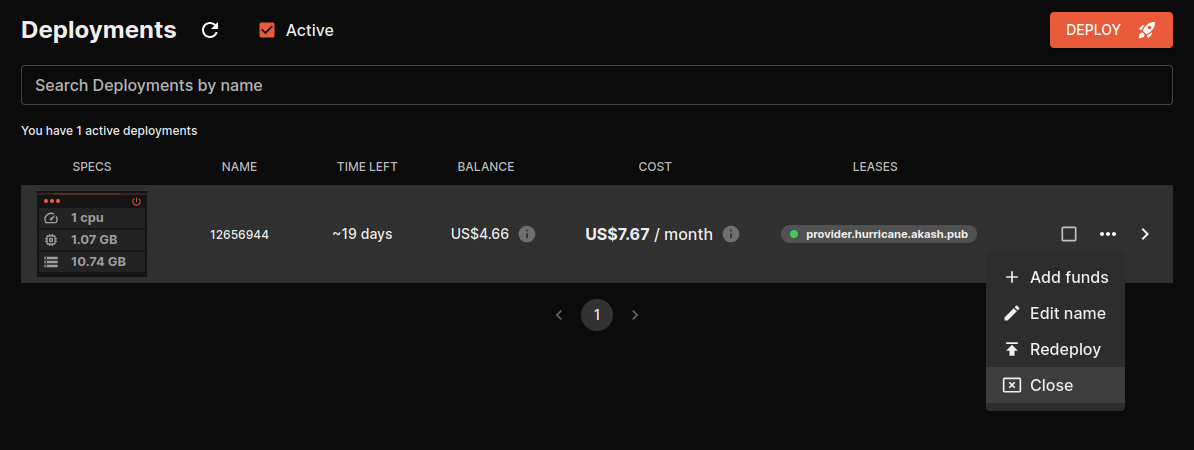 Deployments Active DEPLOY
Search Deployments by name
You have 1 active deployments
SPECS NAME TIME LEFT BALANCE COST LEASES
1 cpu
1.07 GB
10.74 GB
12656944 ~19 days US$4.66 US$7.67 / month provider.hurricane.akash.pub
Add funds
Edit name
Redeploy
Close
1